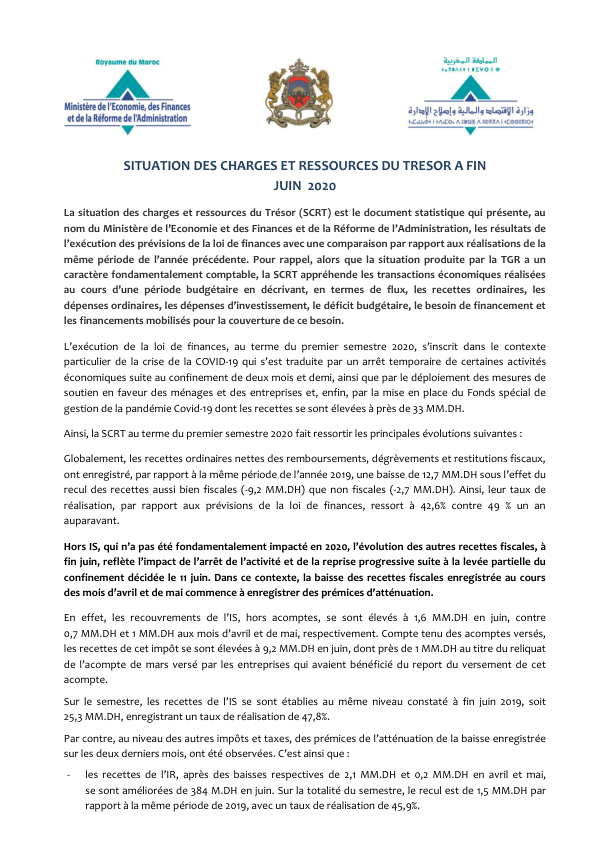 Royaume du Maroc
Ministère de l'Economie, des Finances
et de la Réforme de l'Administration
المملكة المغربية
وزارة الاقتصاد والمالية وإصلاح الإدارة
SITUATION DES CHARGES ET RESSOURCES DU TRESOR A FIN
JUIN 2020
La situation des charges et ressources du Trésor (SCRT) est le document statistique qui présente, au
nom du Ministère de l'Economie et des Finances et de la Réforme de l'Administration, les résultats de
l'exécution des prévisions de la loi de finances avec une comparaison par rapport aux réalisations de la
même période de l'année précédente. Pour rappel, alors que la situation produite par la TGR a un
caractère fondamentalement comptable, la SCRT appréhende les transactions économiques réalisées
au cours d'une période budgétaire en décrivant, en termes de flux, les recettes ordinaires, les
dépenses ordinaires, les dépenses d'investissement, le déficit budgétaire, le besoin de financement et
les financements mobilisés pour la couverture de ce besoin.
L'exécution de la loi de finances, au terme du premier semestre 2020, s'inscrit dans le contexte
particulier de la crise de la COVID-19 qui s'est traduite par un arrêt temporaire de certaines activités
économiques suite au confinement de deux mois et demi, ainsi que par le déploiement des mesures de
soutien en faveur des ménages et des entreprises et, enfin, par la mise en place du Fonds spécial de
gestion de la pandémie Covid-19 dont les recettes se sont élevées à près de 33 MM.DH.
Ainsi, la SCRT au terme du premier semestre 2020 fait ressortir les principales évolutions suivantes :
Globalement, les recettes ordinaires nettes des remboursements, dégrèvements et restitutions fiscaux,
ont enregistré, par rapport à la même période de l'année 2019, une baisse de 12,7 MM.DH sous l'effet du
recul des recettes aussi bien fiscales (-9,2 MM.DH) que non fiscales (-2,7 MM.DH). Ainsi, leur taux de
réalisation, par rapport aux prévisions de la loi de finances, ressort à 42,6% contre 49 % un an
auparavant.
Hors IS, qui n'a pas été fondamentalement impacté en 2020, l'évolution des autres recettes fiscales, à
fin juin, reflète l'impact de l'arrêt de l'activité et de la reprise progressive suite à la levée partielle du
confinement décidée le 11 juin. Dans ce contexte, la baisse des recettes fiscales enregistrée au cours
des mois d'avril et de mai commence à enregistrer des prémices d'atténuation.
En effet, les recouvrements de l'IS, hors acomptes, se sont élevés à 1,6 MM.DH en juin, contre
0,7 MM.DH et 1 MM.DH aux mois d'avril et de mai, respectivement. Compte tenu des acomptes versés,
les recettes de cet impôt se sont élevées à 9,2 MM.DH en juin, dont près de 1 MM.DH au titre du reliquat
de l'acompte de mars versé par les entreprises qui avaient bénéficié du report du versement de cet
acompte.
Sur le semestre, les recettes de l'IS se sont établies au même niveau constaté à fin juin 2019, soit
25,3 MM.DH, enregistrant un taux de réalisation de 47,8%.
Par contre, au niveau des autres impôts et taxes, des prémices de l'atténuation de la baisse enregistrée
sur les deux derniers mois, ont été observées. C'est ainsi que :
- les recettes de l'IR, après des baisses respectives de 2,1 MM.DH et 0,2 MM.DH en avril et mai,
se sont améliorées de 384 M.DH en juin. Sur la totalité du semestre, le recul est de 1,5 MM.DH par
rapport à la même période de 2019, avec un taux de réalisation de 45,9%.